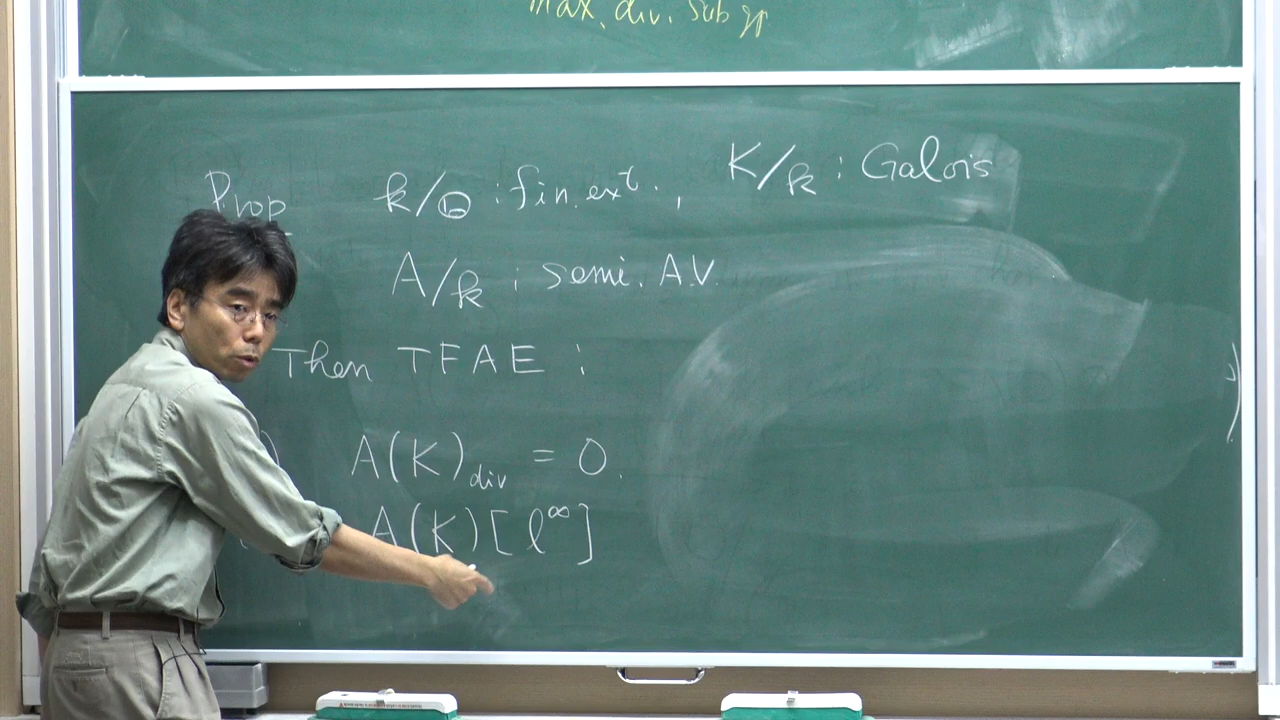 max. div. sub gp
Prop k/ℚ : fin. ext. , K/k : Galois
A/k : semi. A.V.
Then TFAE :
) A(K)div = 0.
( A(K)[ℓ^∞]